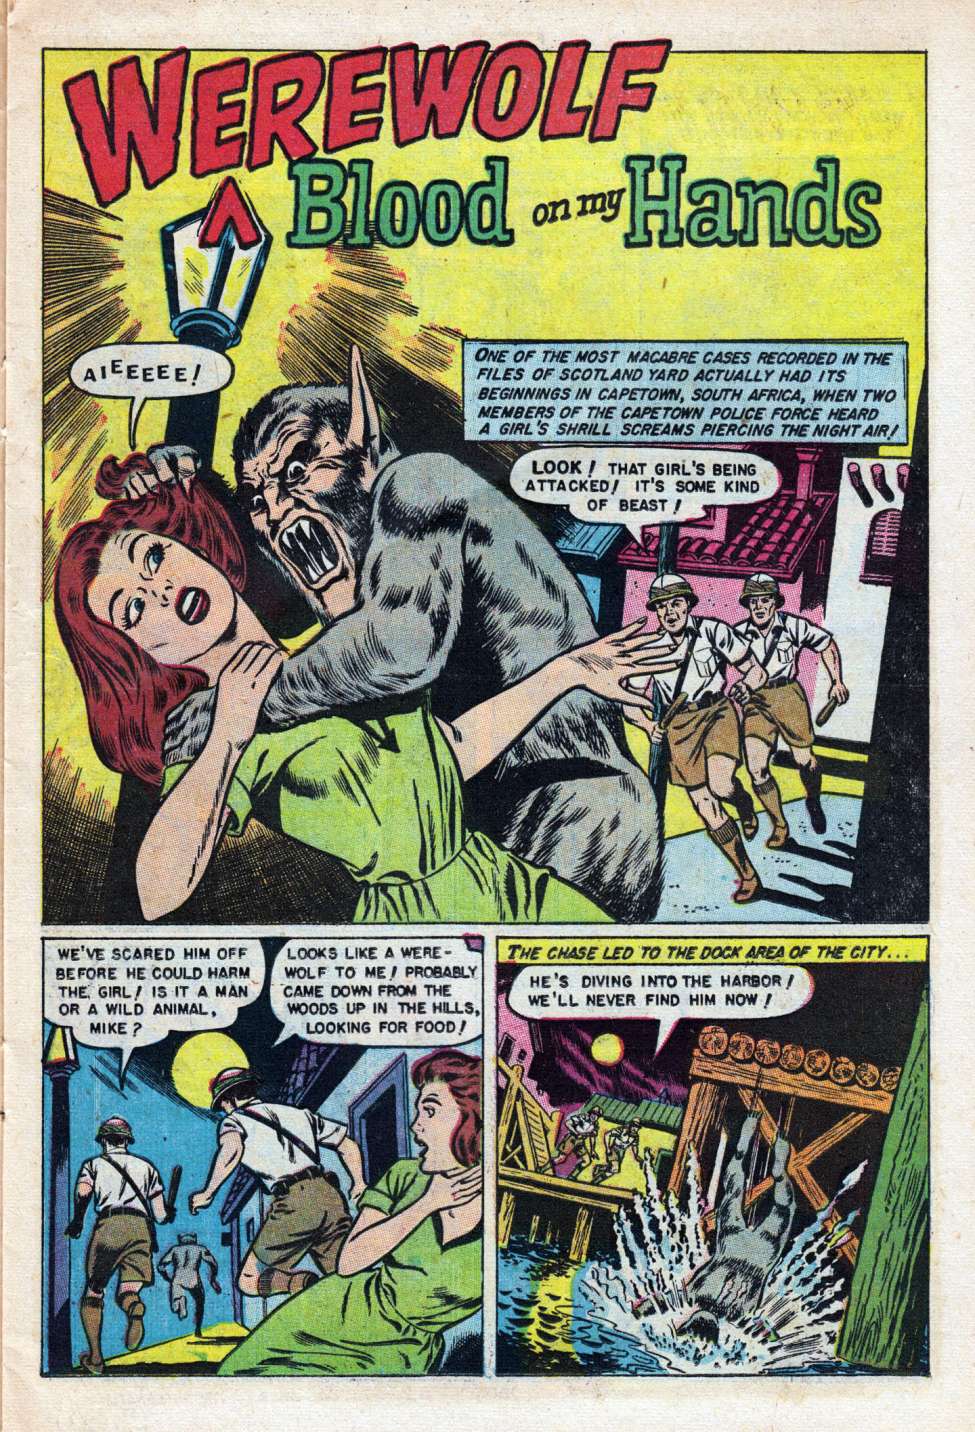 WEREWOLF
Blood on my Hands
AIEEEEEE!
ONE OF THE MOST MACABRE CASES RECORDED IN THE
FILES OF SCOTLAND YARD ACTUALLY HAD ITS
BEGINNINGS IN CAPETOWN, SOUTH AFRICA, WHEN TWO
MEMBERS OF THE CAPETOWN POLICE FORCE HEARD
A GIRL'S SHRILL SCREAMS PIERCING THE NIGHT AIR!
LOOK! THAT GIRL'S BEING
ATTACKED! IT'S SOME KIND
OF BEAST!
WE'VE SCARED HIM OFF
BEFORE HE COULD HARM
THE GIRL! IS IT A MAN
OR A WILD ANIMAL,
MIKE?
LOOKS LIKE A WERE-
WOLF TO ME! PROBABLY
CAME DOWN FROM THE
WOODS UP IN THE HILLS,
LOOKING FOR FOOD!
THE CHASE LED TO THE DOCK AREA OF THE CITY...
HE'S DIVING INTO THE HARBOR!
WE'LL NEVER FIND HIM NOW!